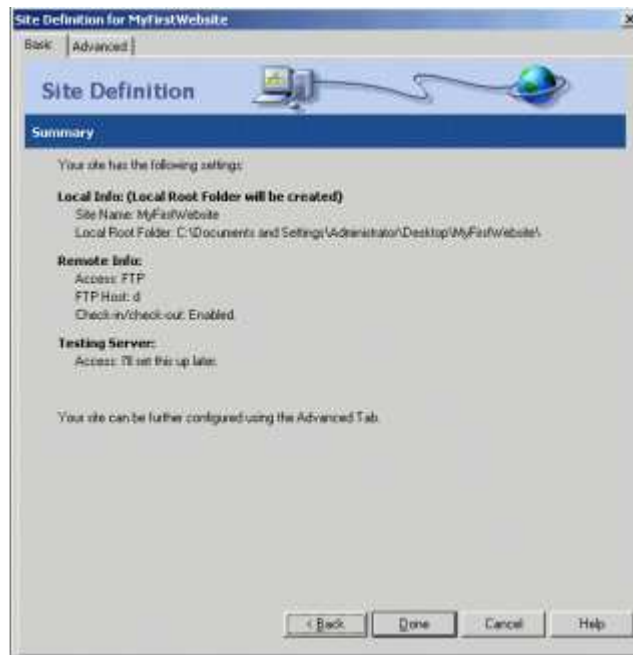 Site Definition for MyFirstWebsite
Basic Advanced
Site Definition
Summary
Your site has the following settings:
Local Info: (Local Root Folder will be created)
Site Name: MyFirstWebsite
Local Root Folder: C:\Documents and Settings\Administrator\Desktop\MyFirstWebsite\
Remote Info:
Access: FTP
FTP Host: d
Check-in/check-out: Enabled
Testing Server:
Access: I'll set this up later.
Your site can be further configured using the Advanced Tab.
< Back Done Cancel Help